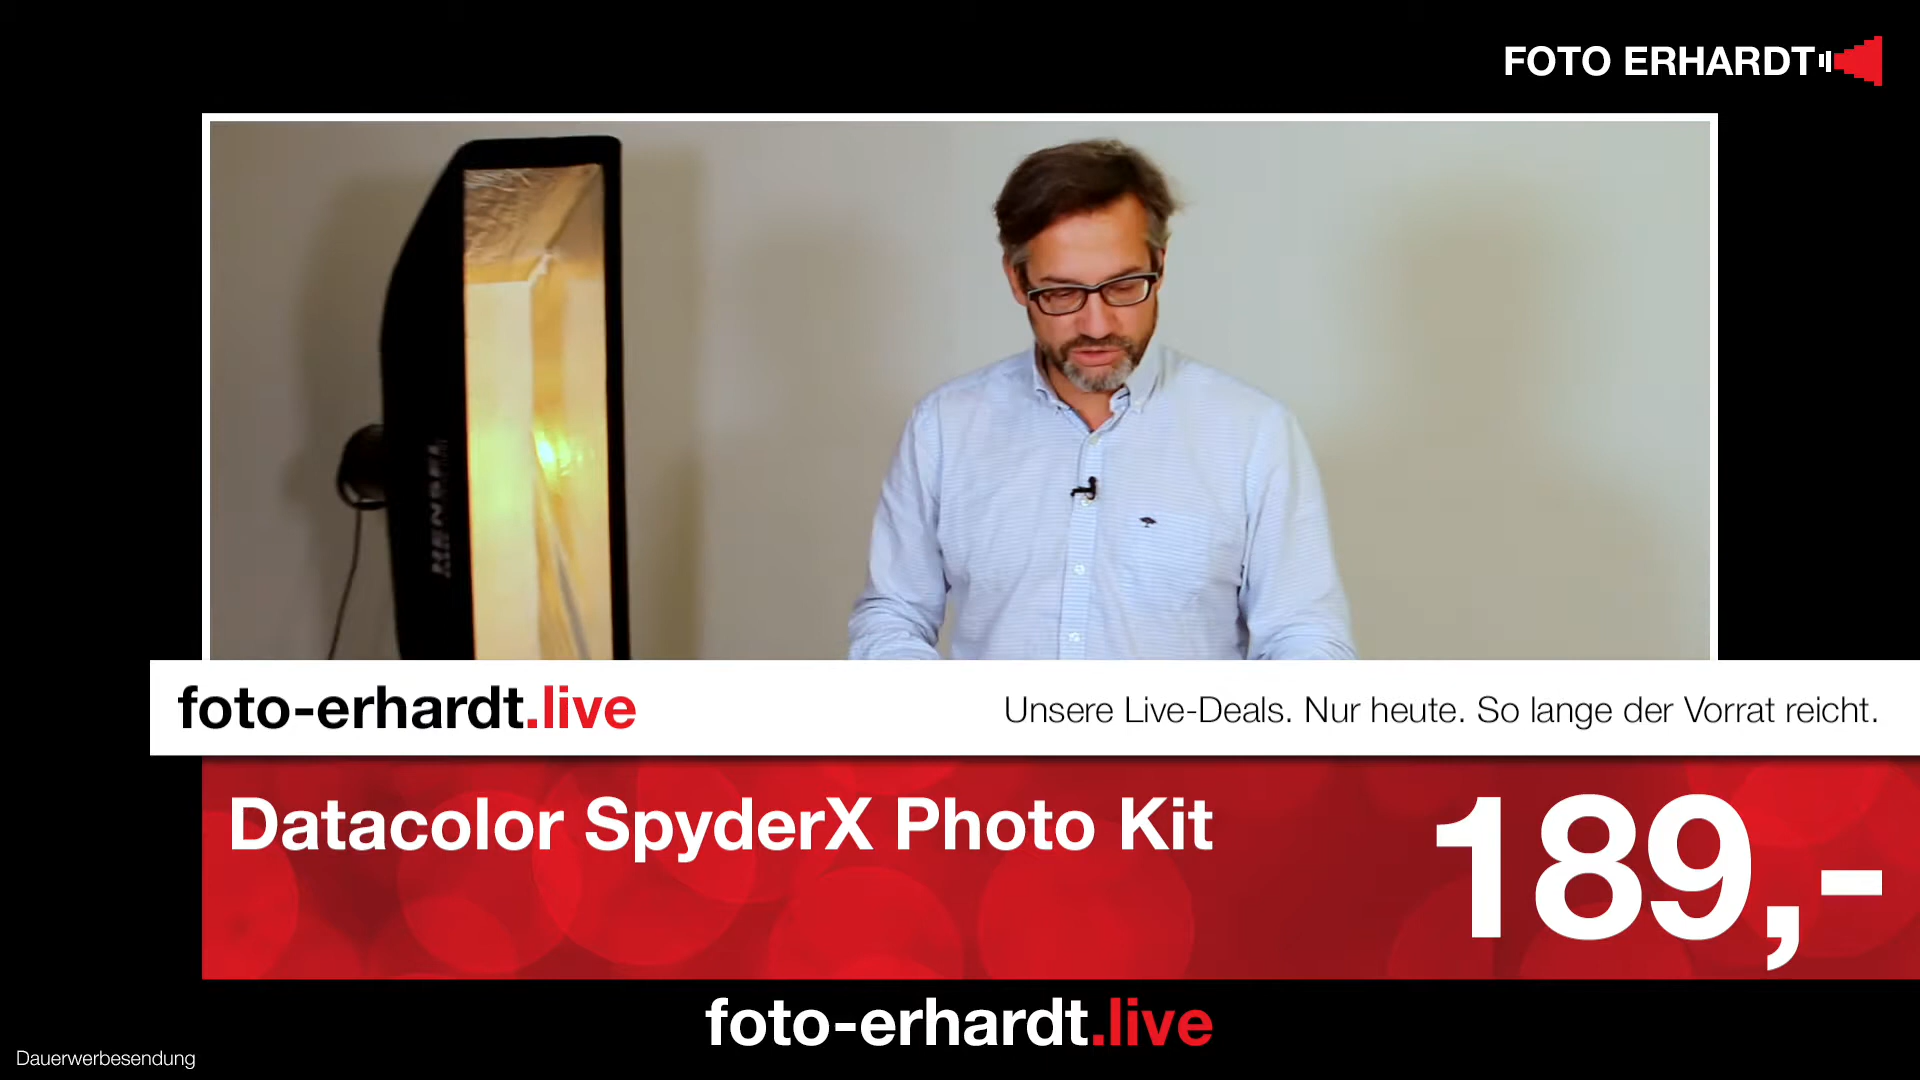 FOTO ERHARDT
HENSEL
foto-erhardt.live
Unsere Live-Deals. Nur heute. So lange der Vorrat reicht.
Datacolor SpyderX Photo Kit
189,-
foto-erhardt.live
Dauerwerbesendung